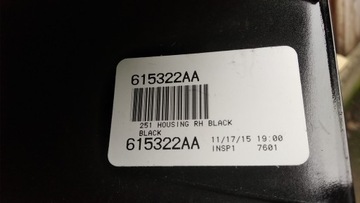 615322AA
251 HOUSING RH BLACK
BLACK
615322AA 11/17/15 19:00
INSP1 7601